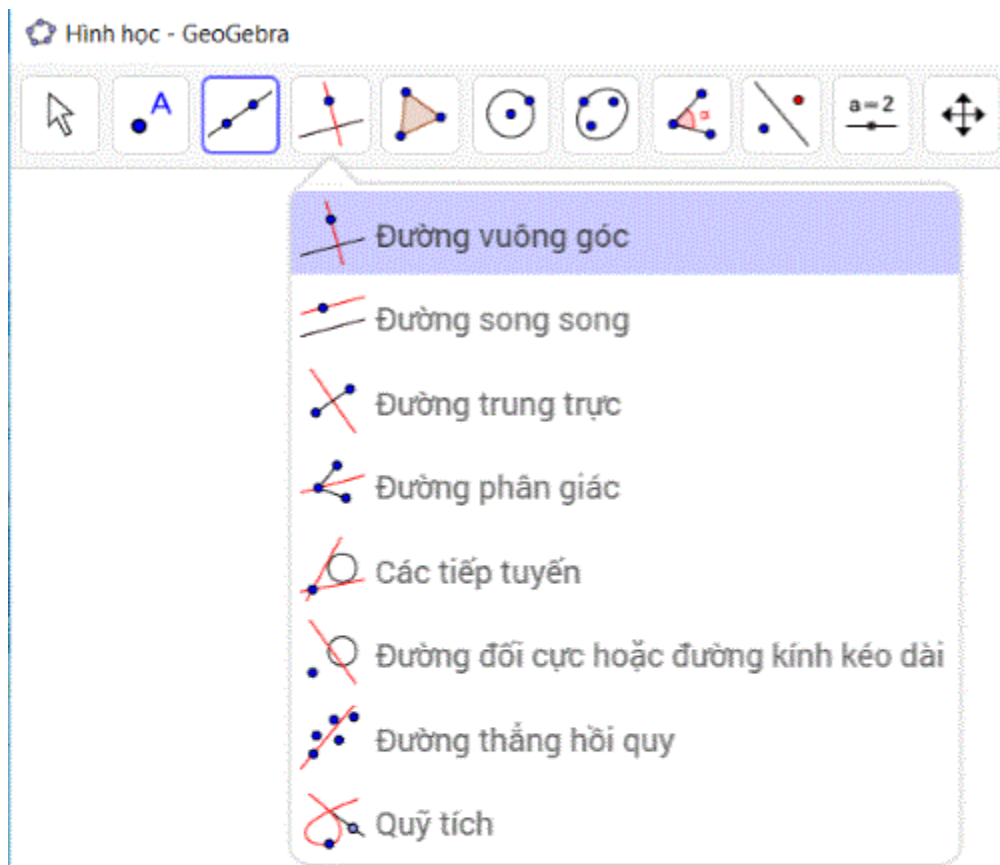 Hình học - GeoGebra
A
α
a=2
Đường vuông góc
Đường song song
Đường trung trực
Đường phân giác
Các tiếp tuyến
Đường đối cực hoặc đường kính kéo dài
Đường thẳng hồi quy
Quỹ tích